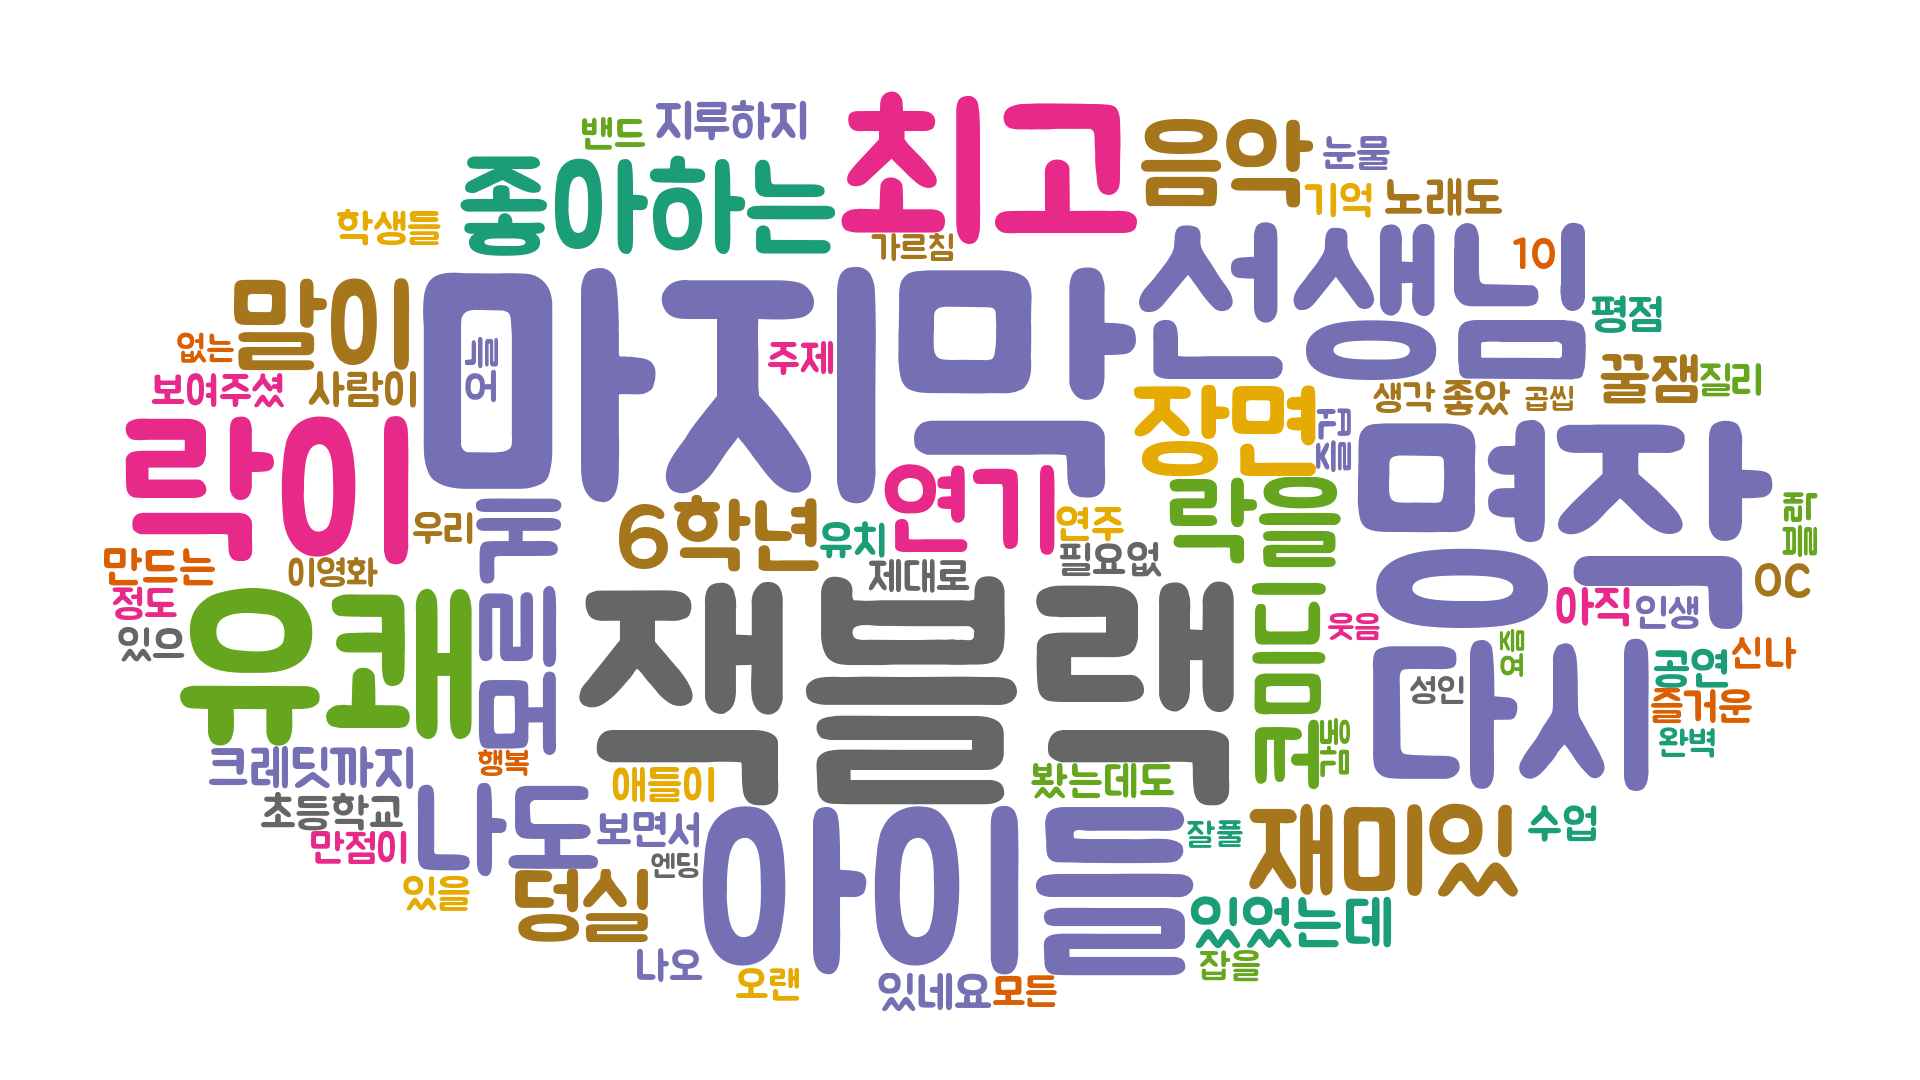 밴드
지루하지
최고
음악
눈물
좋아하는
기억
노래도
학생들
가르침
선생님
10
말이
마지막
평점
없는
주제
보여주셨
사람이
장면
생각
좋았
곱씹
꿀잼
질리
락이
명작
연기
락을
6학년
우리
유치
연주
필요없
제대로
만드는
이영화
정도
있으
유쾌
잭블랙
OC
아직
인생
웃음
다시
성인
공연
신나
즐거운
완벽
크레딧까지
행복
애들이
봤는데도
초등학교
만점이
나도
보면서
엔딩
아이들
잘풀
재미있
수업
있을
덩실
있었는데
나오
오랜
있네요
모든
잡을